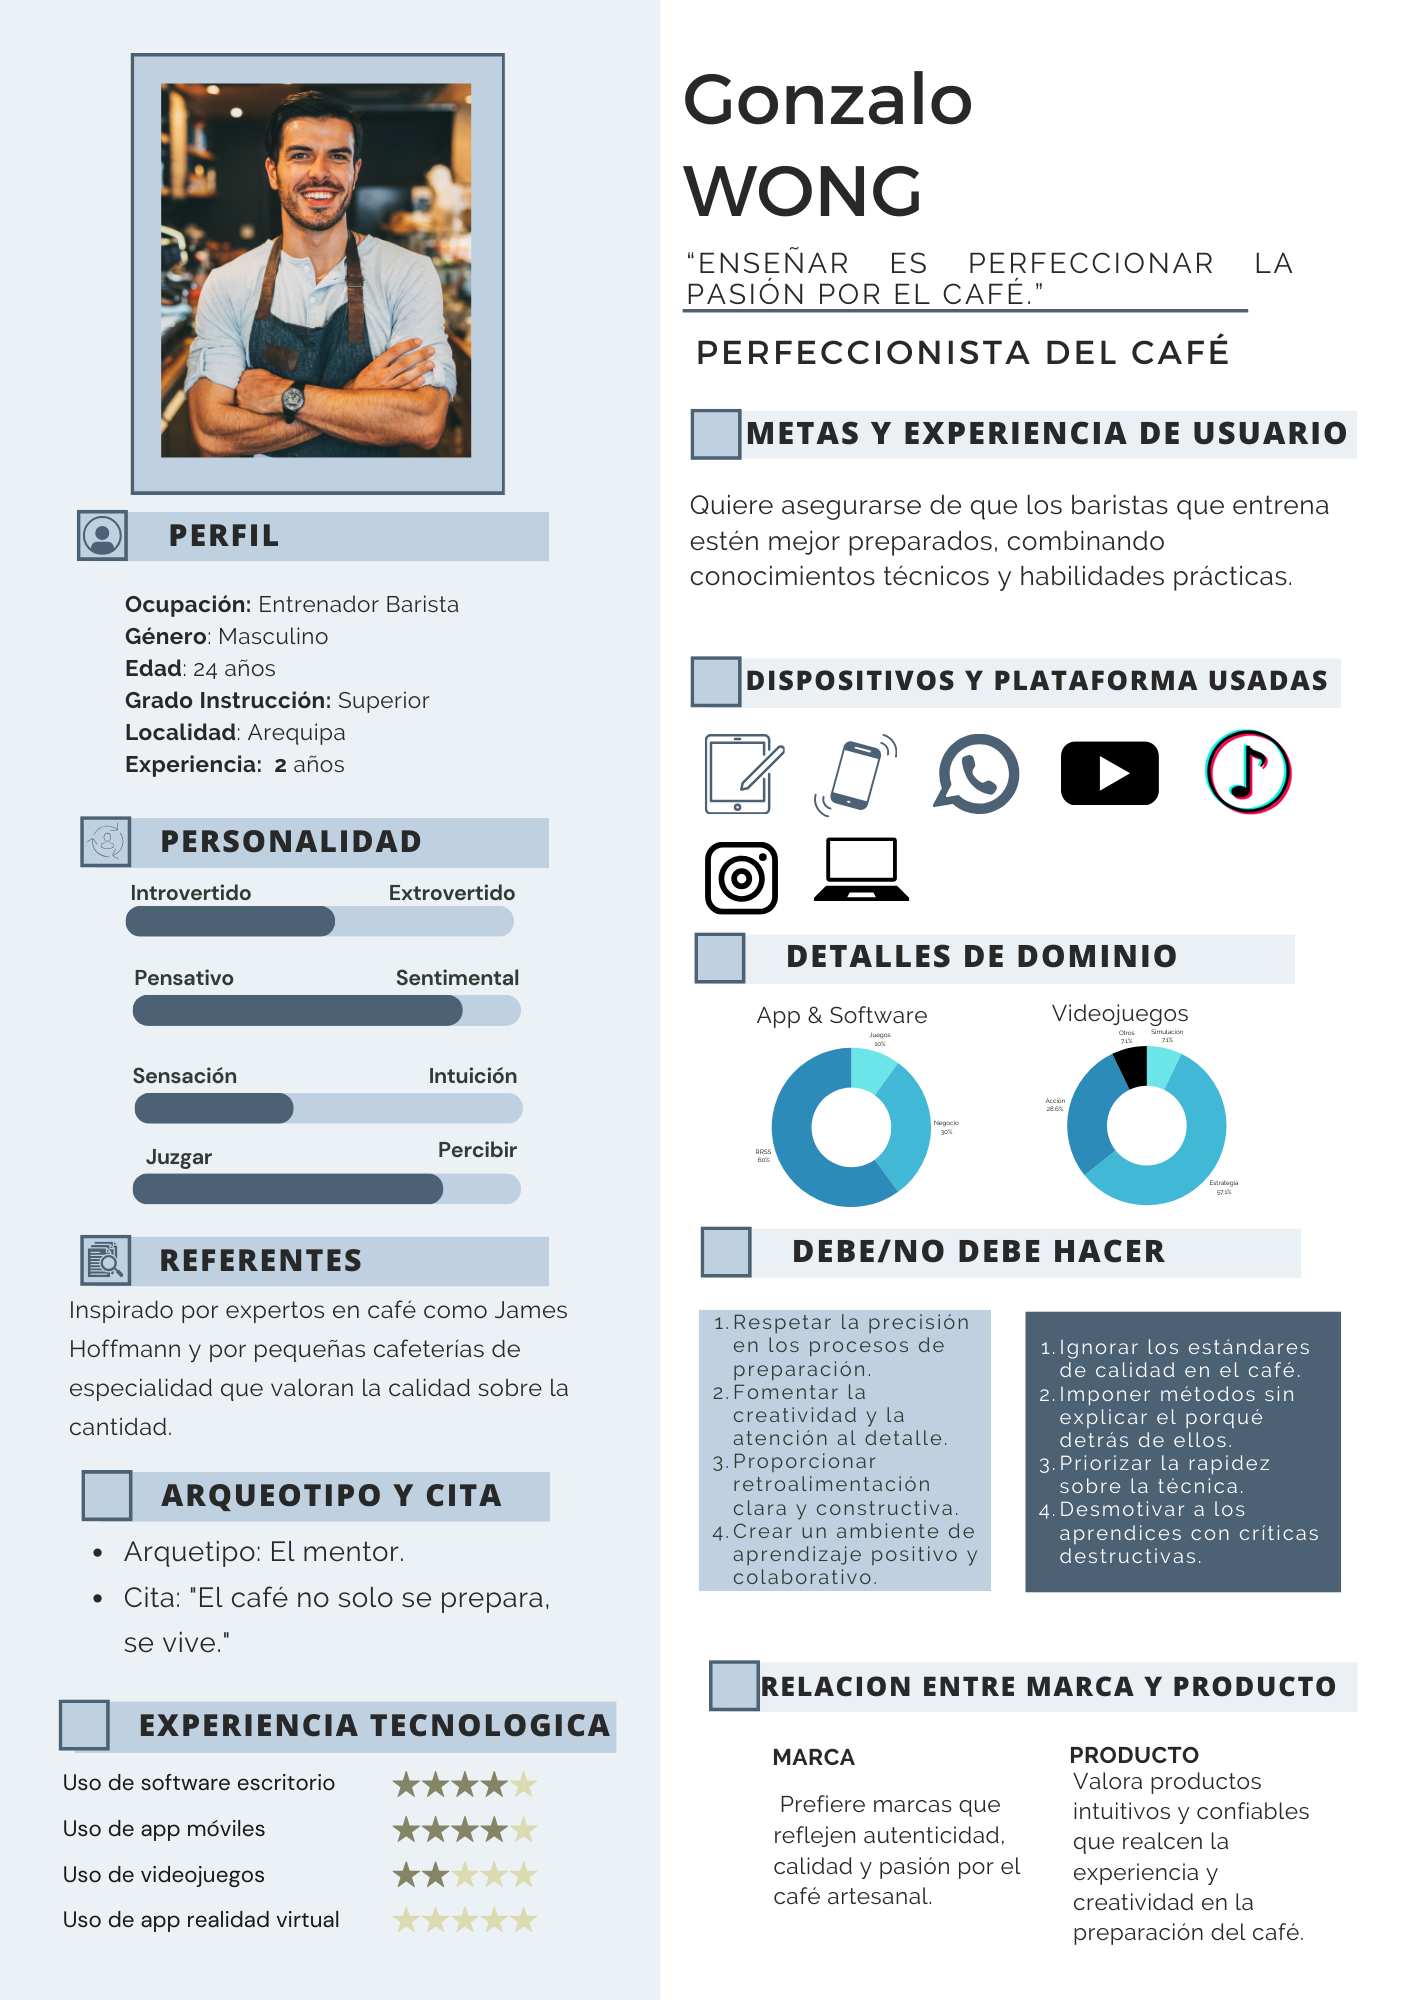 Gonzalo
WONG
“ENSEÑAR ES PERFECCIONAR LA
PASIÓN POR EL CAFÉ.”
PERFECCIONISTA DEL CAFÉ
PERFIL
Ocupación: Entrenador Barista
Género: Masculino
Edad: 24 años
Grado Instrucción: Superior
Localidad: Arequipa
Experiencia: 2 años
PERSONALIDAD
Introvertido Extrovertido
Pensativo Sentimental
Sensación Intuición
Juzgar Percibir
REFERENTES
Inspirado por expertos en café como James
Hoffmann y por pequeñas cafeterías de
especialidad que valoran la calidad sobre la
cantidad.
ARQUEOTIPO Y CITA
• Arquetipo: El mentor.
• Cita: "El café no solo se prepara,
se vive."
EXPERIENCIA TECNOLOGICA
Uso de software escritorio
Uso de app móviles
Uso de videojuegos
Uso de app realidad virtual
METAS Y EXPERIENCIA DE USUARIO
Quiere asegurarse de que los baristas que entrena
estén mejor preparados, combinando
conocimientos técnicos y habilidades prácticas.
DISPOSITIVOS Y PLATAFORMA USADAS
DETALLES DE DOMINIO
App & Software
Juegos
10%
Negocio
30%
RRSS
60%
Videojuegos
Otros
7.1%
Simulación
7.1%
Acción
28.6%
Estrategia
57.1%
DEBE/NO DEBE HACER
1. Respetar la precisión
en los procesos de
preparación.
2. Fomentar la
creatividad y la
atención al detalle.
3. Proporcionar
retroalimentación
clara y constructiva.
4. Crear un ambiente de
aprendizaje positivo y
colaborativo.
1. Ignorar los estándares
de calidad en el café.
2. Imponer métodos sin
explicar el porqué
detrás de ellos.
3. Priorizar la rapidez
sobre la técnica.
4. Desmotivar a los
aprendices con críticas
destructivas.
RELACION ENTRE MARCA Y PRODUCTO
MARCA
Prefiere marcas que
reflejen autenticidad,
calidad y pasión por el
café artesanal.
PRODUCTO
Valora productos
intuitivos y confiables
que realcen la
experiencia y
creatividad en la
preparación del café.